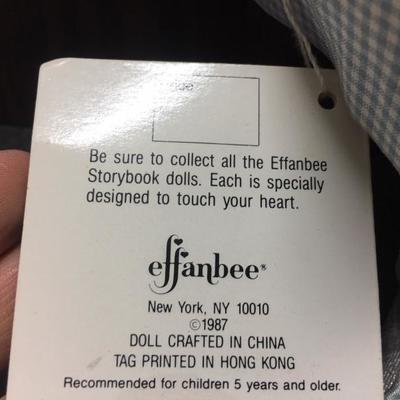 Be sure to collect all the Effanbee
Storybook dolls. Each is specially
designed to touch your heart.
effanbee®
New York, NY 10010
©1987
DOLL CRAFTED IN CHINA
TAG PRINTED IN HONG KONG
Recommended for children 5 years and older.